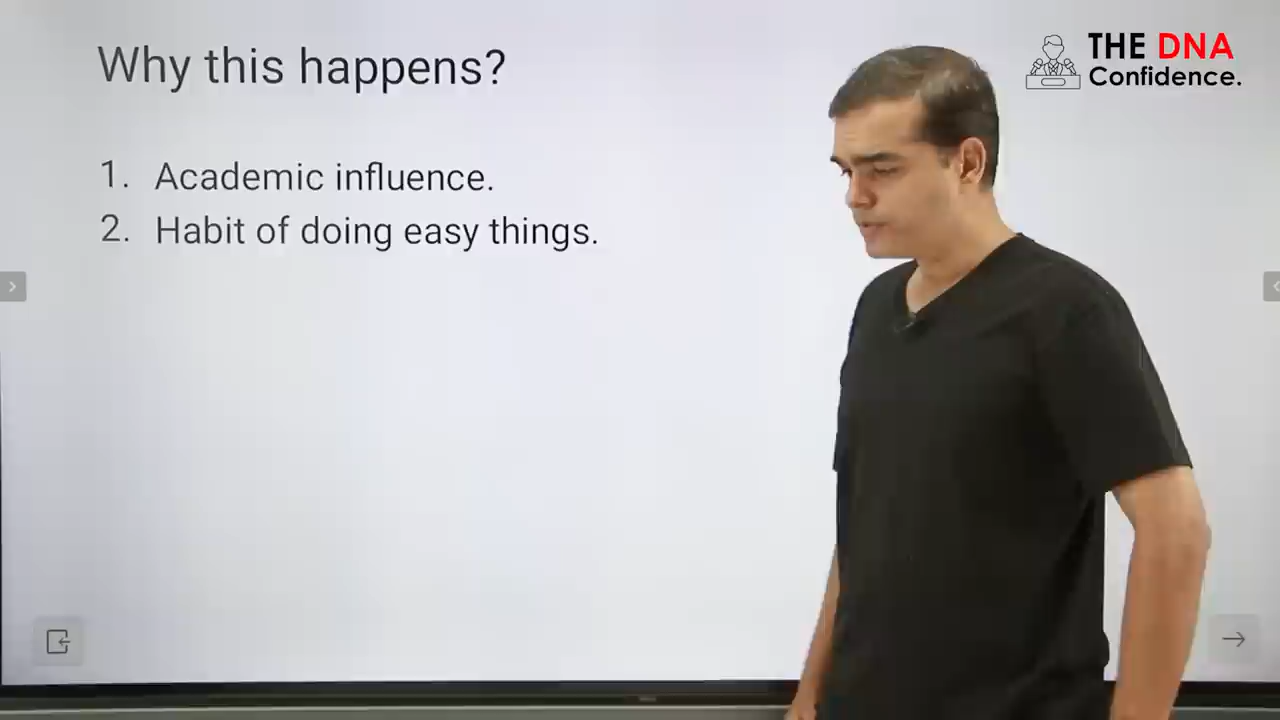 Why this happens?
THE DNA
Confidence.
1. Academic influence.
2. Habit of doing easy things.